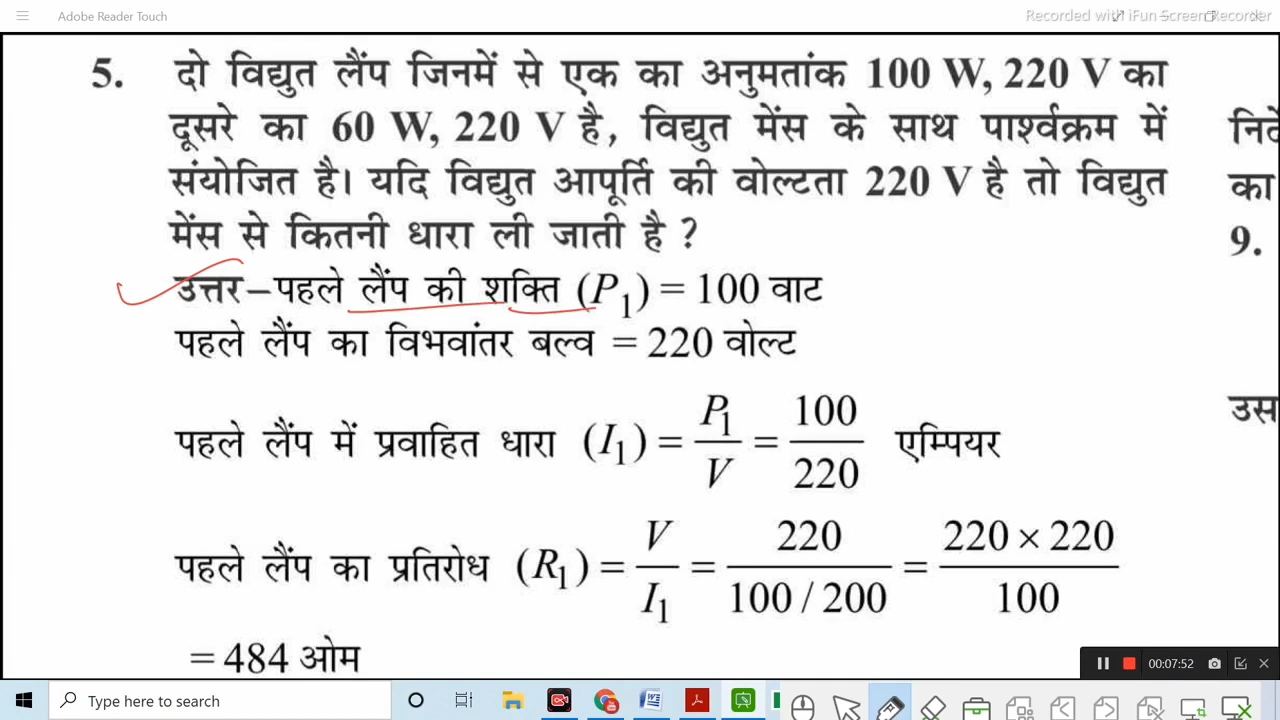 Adobe Reader Touch
Recorded with iFun Screen Recorder
5. दो विद्युत लैंप जिनमें से एक का अनुमतांक 100 W, 220 V का
दूसरे का 60 W, 220 V है, विद्युत मेंस के साथ पार्श्वक्रम में
संयोजित है। यदि विद्युत आपूर्ति की वोल्टता 220 V है तो विद्युत
मेंस से कितनी धारा ली जाती है ?
उत्तर–पहले लैंप की शक्ति (P₁) = 100 वाट
पहले लैंप का विभवांतर बल्व = 220 वोल्ट
पहले लैंप में प्रवाहित धारा (I₁) = P₁/V = 100/220 एम्पियर
पहले लैंप का प्रतिरोध (R₁) = V/I₁ = 220/(100 / 200) = (220 × 220)/100
= 484 ओम
का
9.
उस
00:07:52
Type here to search